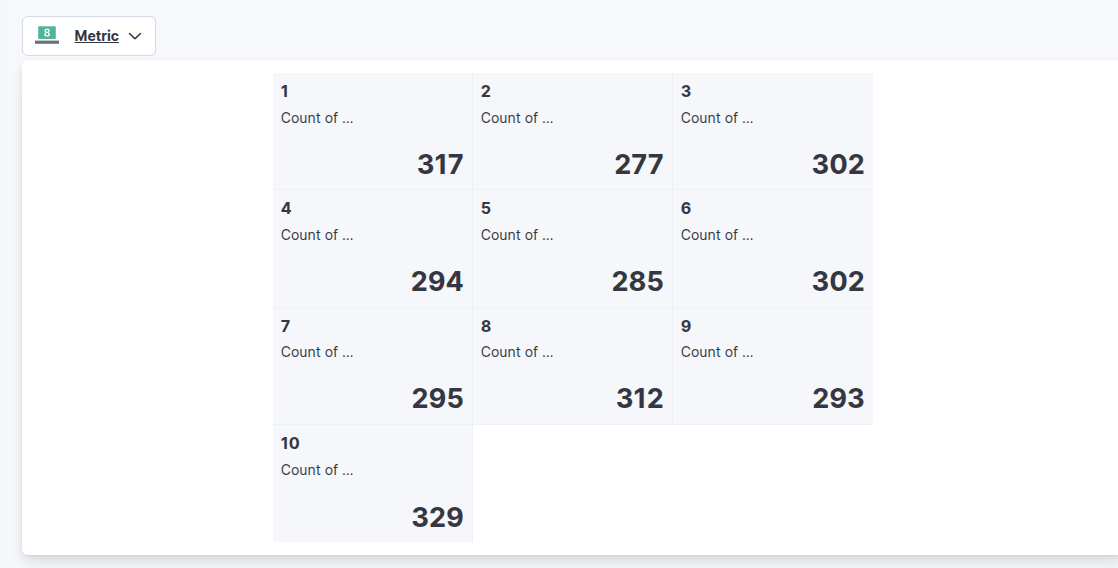 8 Metric
1 2 3
Count of ... Count of ... Count of ...
317 277 302
4 5 6
Count of ... Count of ... Count of ...
294 285 302
7 8 9
Count of ... Count of ... Count of ...
295 312 293
10
Count of ...
329